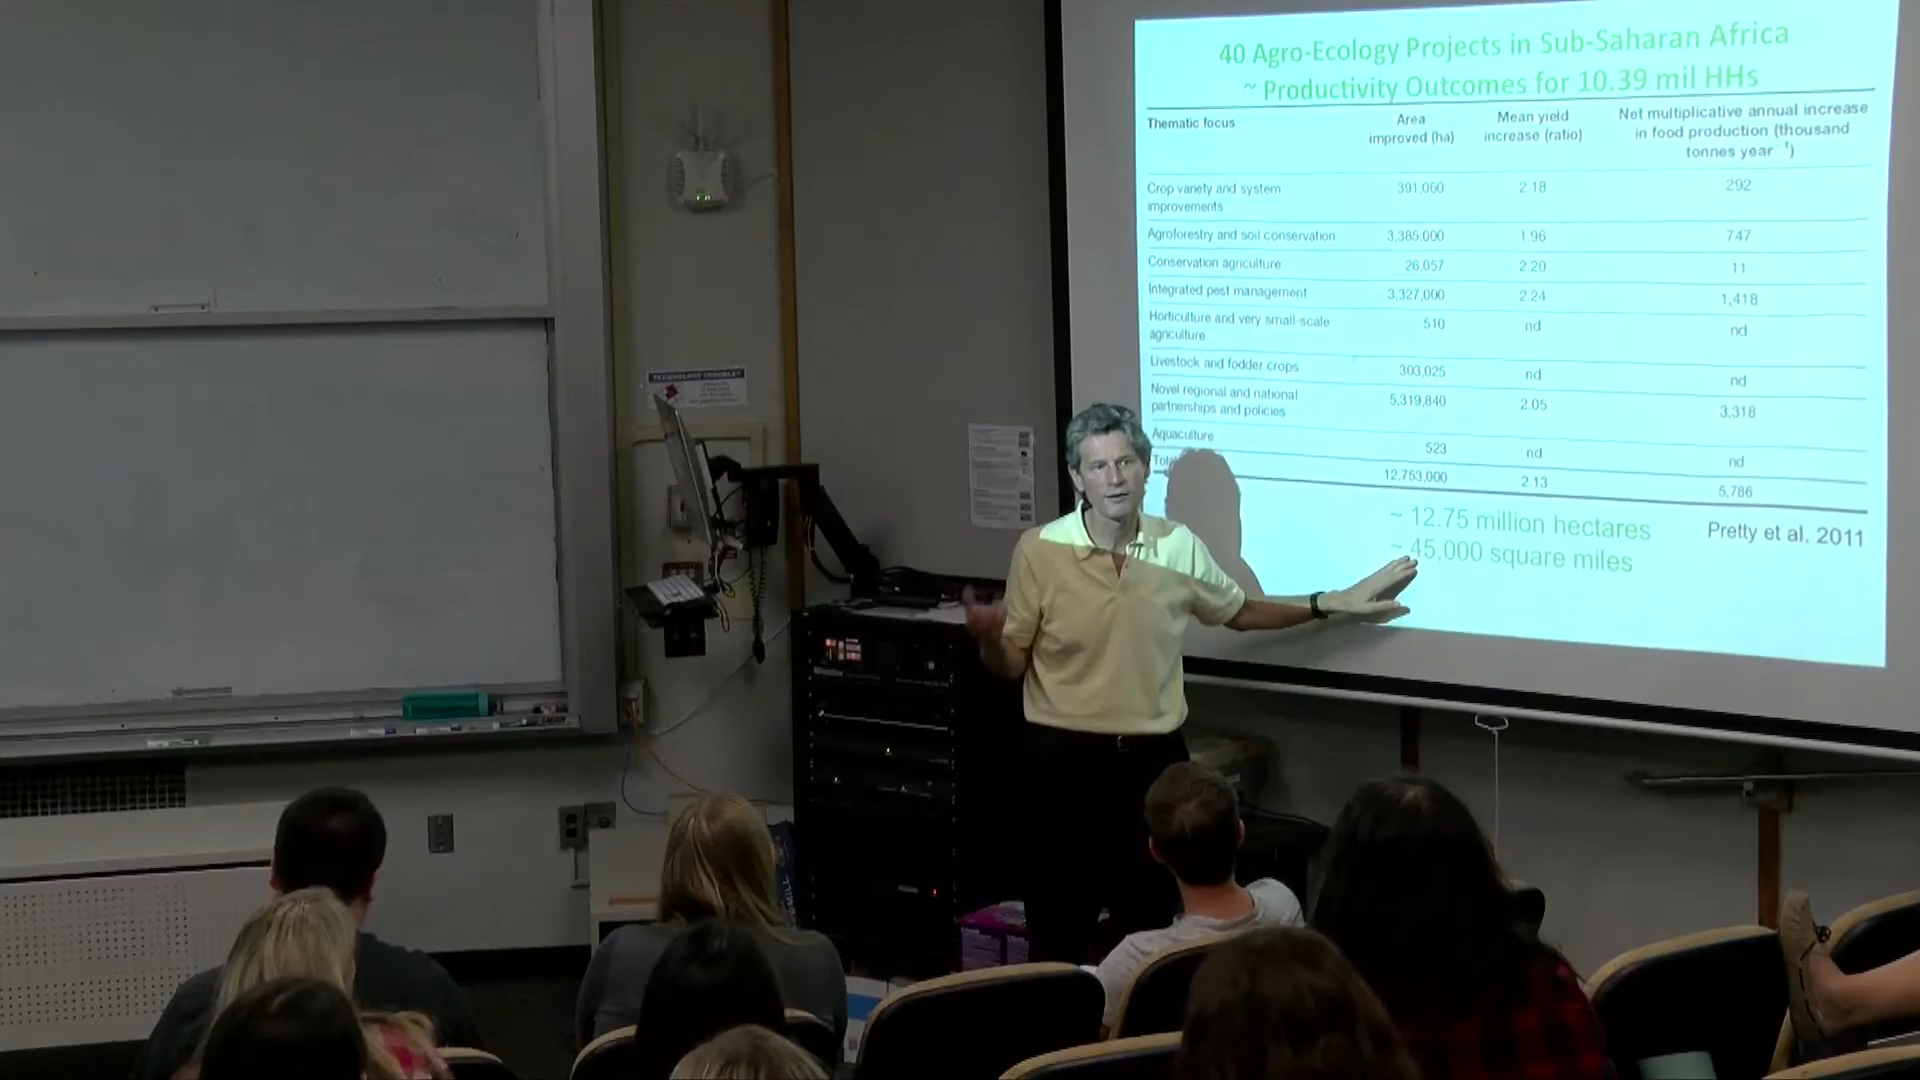 40 Agro-Ecology Projects in Sub-Saharan Africa
~ Productivity Outcomes for 10.39 mil HHs
Thematic focus
Area improved (ha)
Mean yield increase (ratio)
Net multiplicative annual increase in food production (thousand tonnes year ⁻¹)
Crop variety and system improvements 391,060 2.18 292
Agroforestry and soil conservation 3,385,000 1.96 747
Conservation agriculture 26,057 2.20 11
Integrated pest management 3,327,000 2.24 1,418
Horticulture and very small-scale agriculture 510 nd nd
Livestock and fodder crops 303,025 nd nd
Novel regional and national partnerships and policies 5,319,840 2.05 3,318
Aquaculture 523 nd nd
Total 12,753,000 2.13 5,786
~ 12.75 million hectares
~ 45,000 square miles
Pretty et al. 2011
TECHNOLOGY TROUBLE?